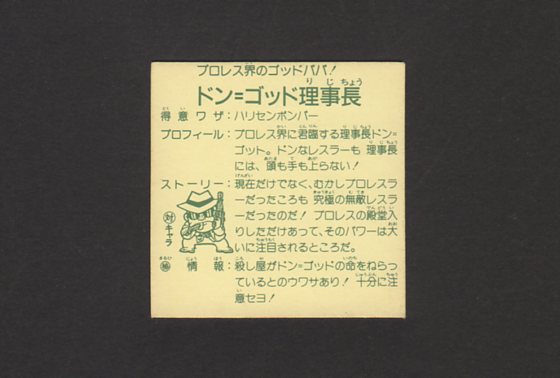 プロレス界のゴッドパパ!
ドン=ゴッド理事長
得意ワザ:ハリセンボンバー
プロフィール:プロレス界に君臨する理事長ドン=
ゴット。ドンなレスラーも 理事長
には、頭も手も上らない!
ストーリー:現在だけでなく、むかしプロレスラ
ーだったころも 究極の無敵レスラ
ーだったのだ! プロレスの殿堂入
りしただけあって、そのパワーは大
いに注目されるところだ。
対キャラ
㊙情報:殺し屋がドン=ゴッドの命をねらっ
ているとのウワサあり! 十分に注
意セヨ!